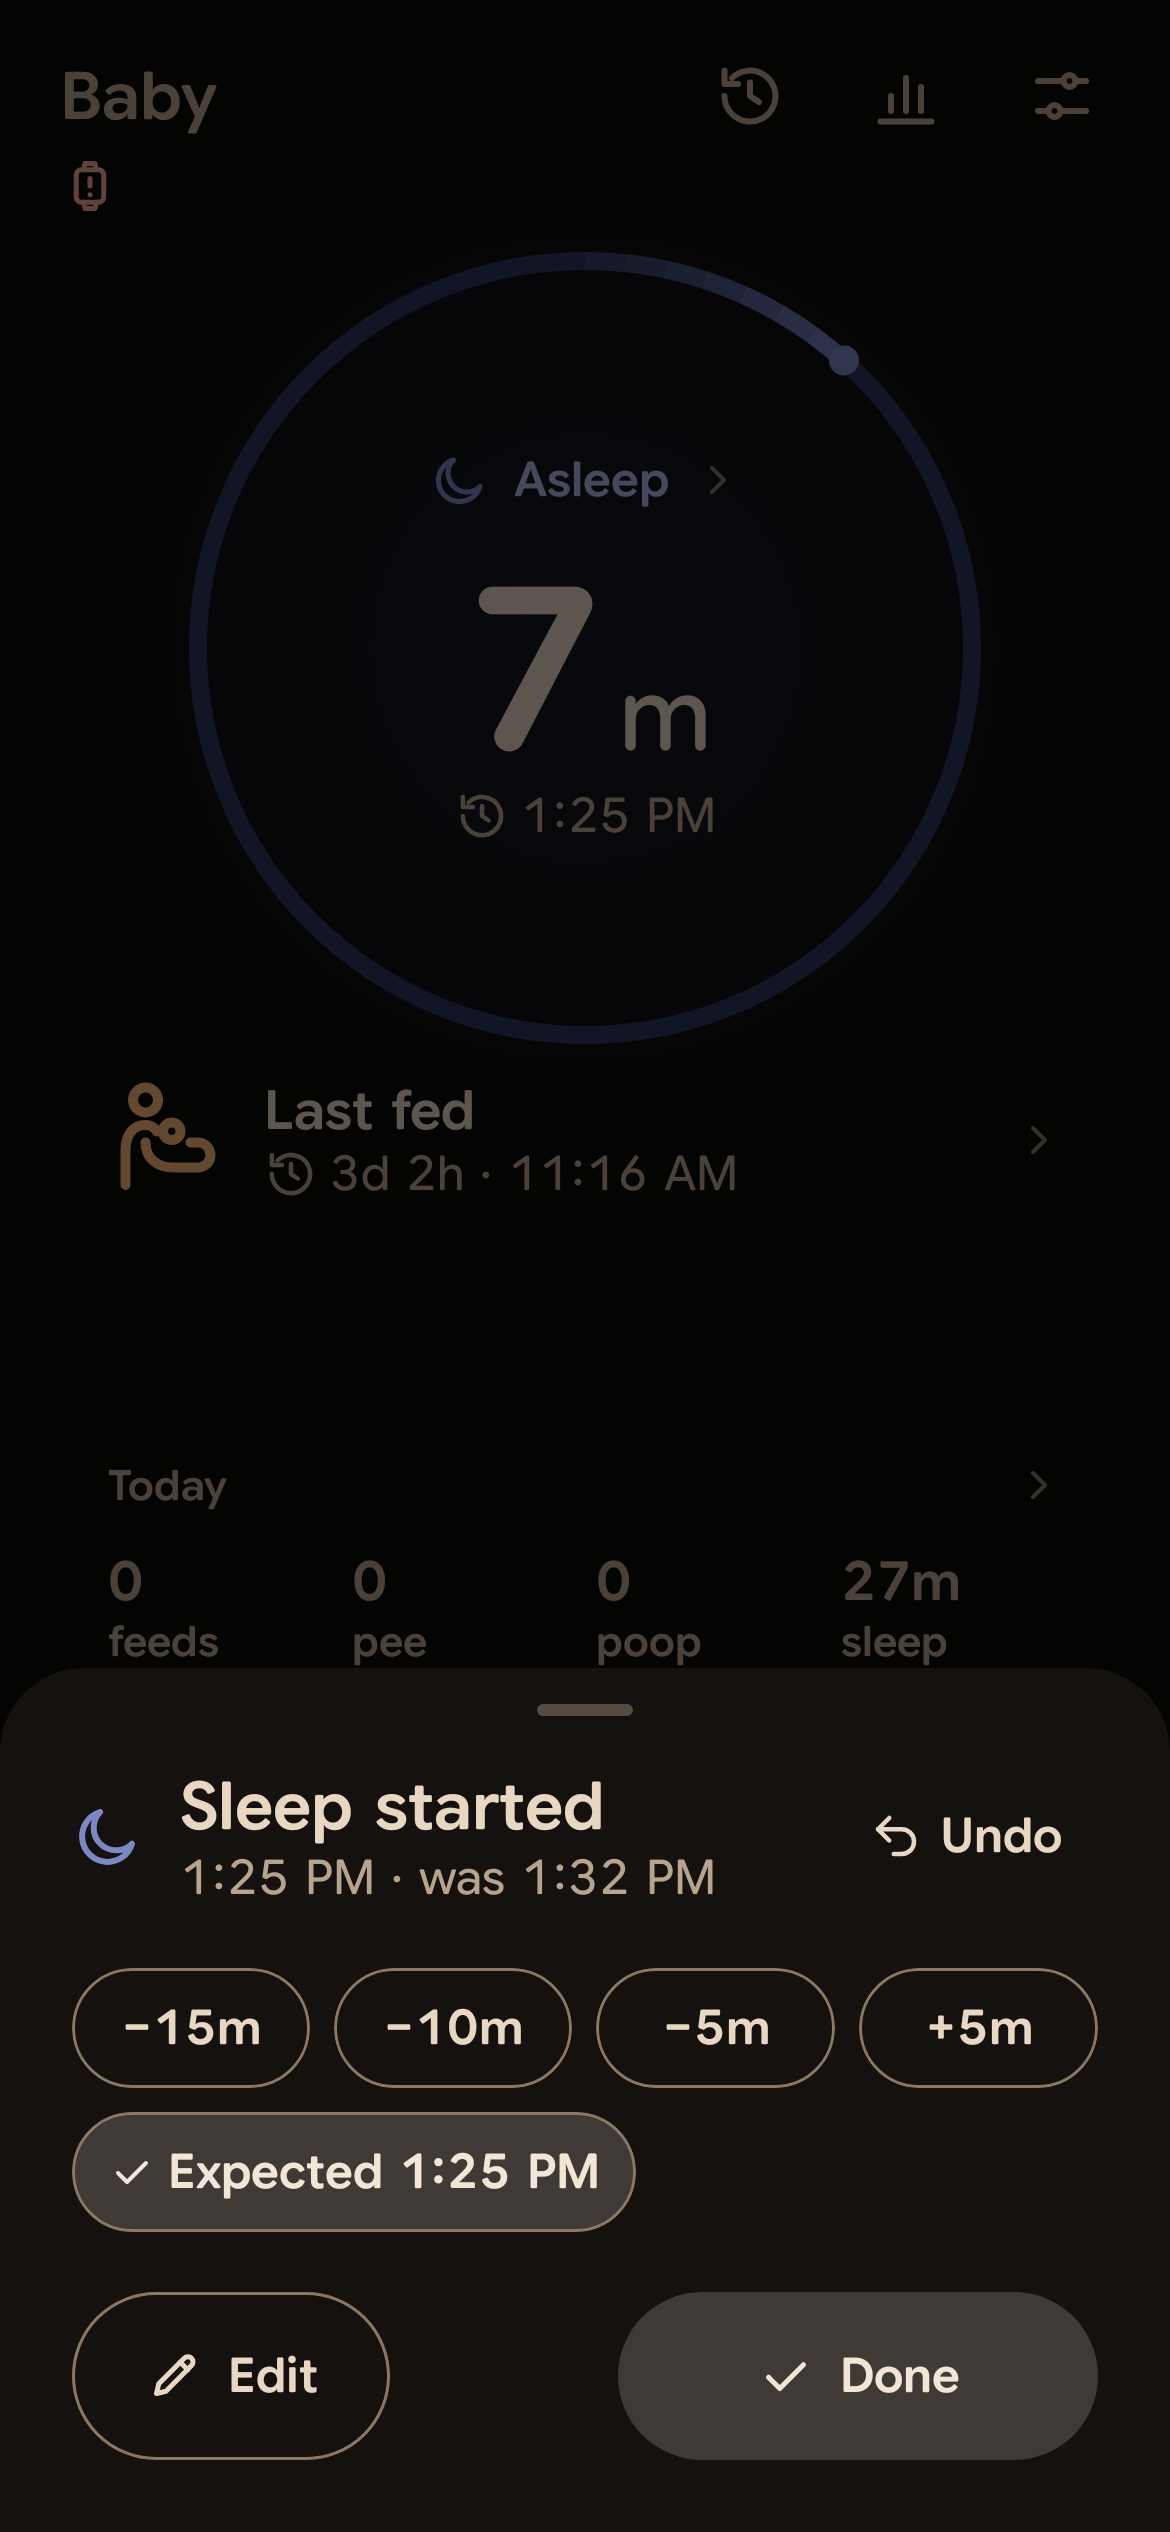 Baby
Asleep
7 m
1:25 PM
Last fed
3d 2h · 11:16 AM
Today
0
feeds
0
pee
0
poop
27m
sleep
Sleep started
1:25 PM · was 1:32 PM
Undo
−15m
−10m
−5m
+5m
Expected 1:25 PM
Edit
Done